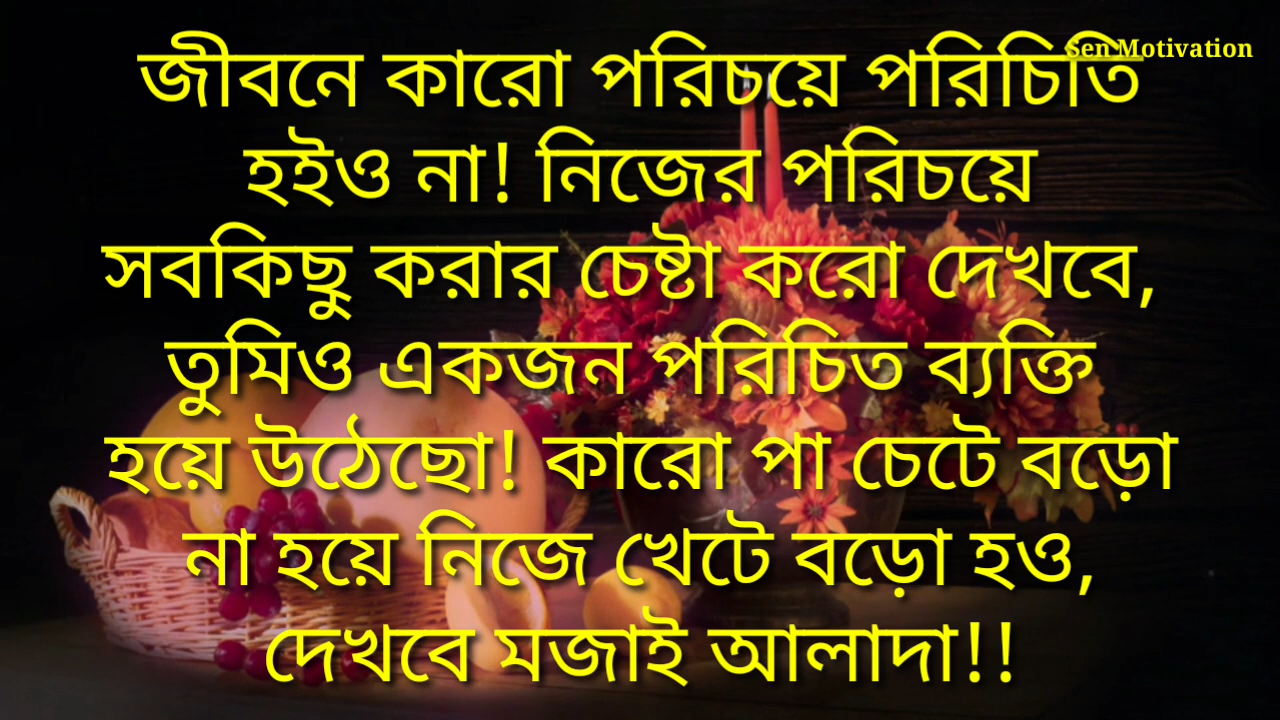 Sen Motivation
জীবনে কারো পরিচয়ে পরিচিতি
হইও না! নিজের পরিচয়ে
সবকিছু করার চেষ্টা করো দেখবে,
তুমিও একজন পরিচিত ব্যক্তি
হয়ে উঠেছো! কারো পা চেটে বড়ো
না হয়ে নিজে খেটে বড়ো হও,
দেখবে মজাই আলাদা!!